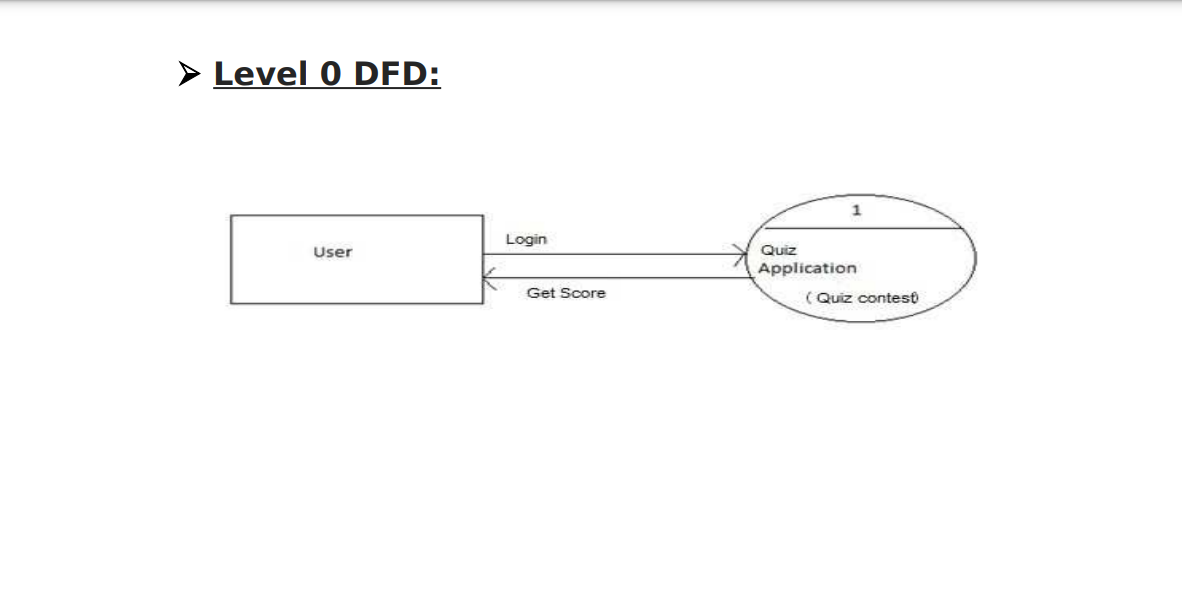 ➢ Level 0 DFD:
1
User
Login
Quiz
Application
( Quiz contest)
Get Score